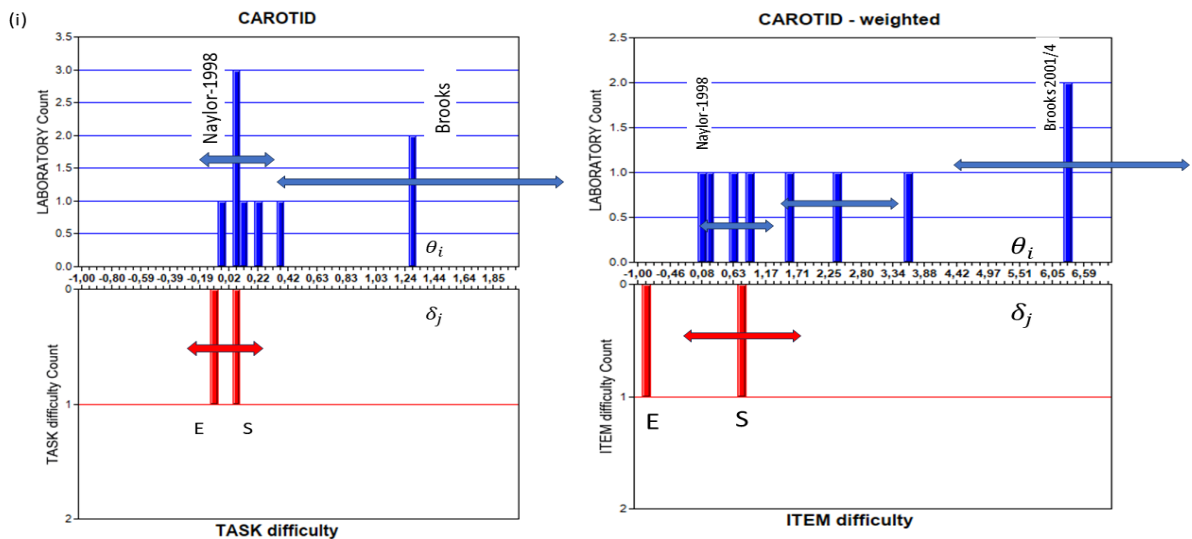 (i)
CAROTID
LABORATORY Count
3.5
3.0
2.5
2.0
1.5
1.0
0.5
0.0
Naylor-1998
Brooks
θi
-1,00 -0,80 -0,59 -0,39 -0,19 0,02 0,22 0,42 0,63 0,83 1,03 1,24 1,44 1,64 1,85
TASK difficulty Count
0
1
2
δj
E S
TASK difficulty
CAROTID - weighted
LABORATORY Count
2.5
2.0
1.5
1.0
0.5
0.0
Naylor-1998
Brooks 2001/4
θi
-1,00 -0,46 0,08 0,63 1,17 1,71 2,25 2,80 3,34 3,88 4,42 4,97 5,51 6,05 6,59
ITEM difficulty Count
0
1
2
δj
E S
ITEM difficulty